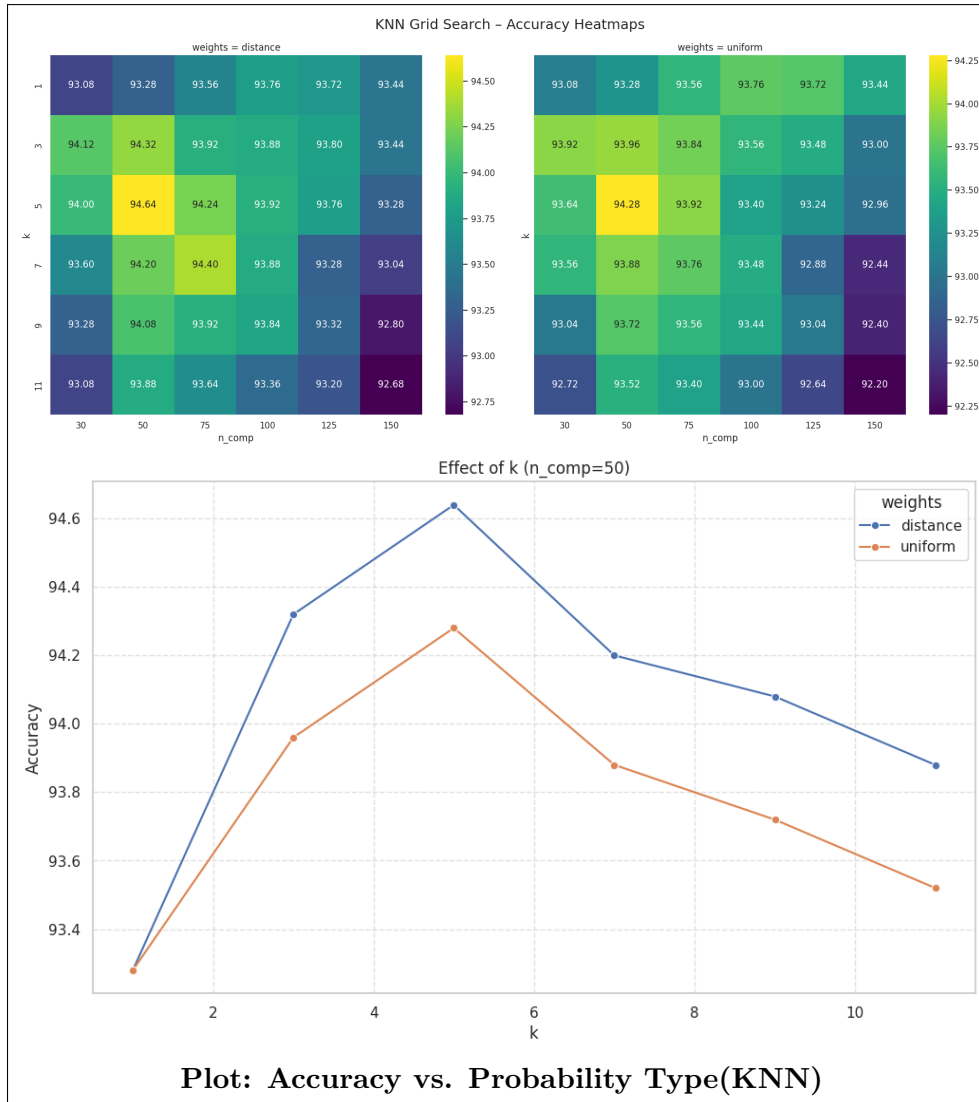 KNN Grid Search – Accuracy Heatmaps
weights = distance
1 93.08 93.28 93.56 93.76 93.72 93.44
3 94.12 94.32 93.92 93.88 93.80 93.44
5 94.00 94.64 94.24 93.92 93.76 93.28
7 93.60 94.20 94.40 93.88 93.28 93.04
9 93.28 94.08 93.92 93.84 93.32 92.80
11 93.08 93.88 93.64 93.36 93.20 92.68
k
30 50 75 100 125 150
n_comp
94.50
94.25
94.00
93.75
93.50
93.25
93.00
92.75
weights = uniform
93.08 93.28 93.56 93.76 93.72 93.44
93.92 93.96 93.84 93.56 93.48 93.00
93.64 94.28 93.92 93.40 93.24 92.96
93.56 93.88 93.76 93.48 92.88 92.44
93.04 93.72 93.56 93.44 93.04 92.40
92.72 93.52 93.40 93.00 92.64 92.20
k
30 50 75 100 125 150
n_comp
94.25
94.00
93.75
93.50
93.25
93.00
92.75
92.50
92.25
Effect of k (n_comp=50)
weights
distance
uniform
94.6
94.4
94.2
94.0
93.8
93.6
93.4
Accuracy
2 4 6 8 10
k
Plot: Accuracy vs. Probability Type(KNN)